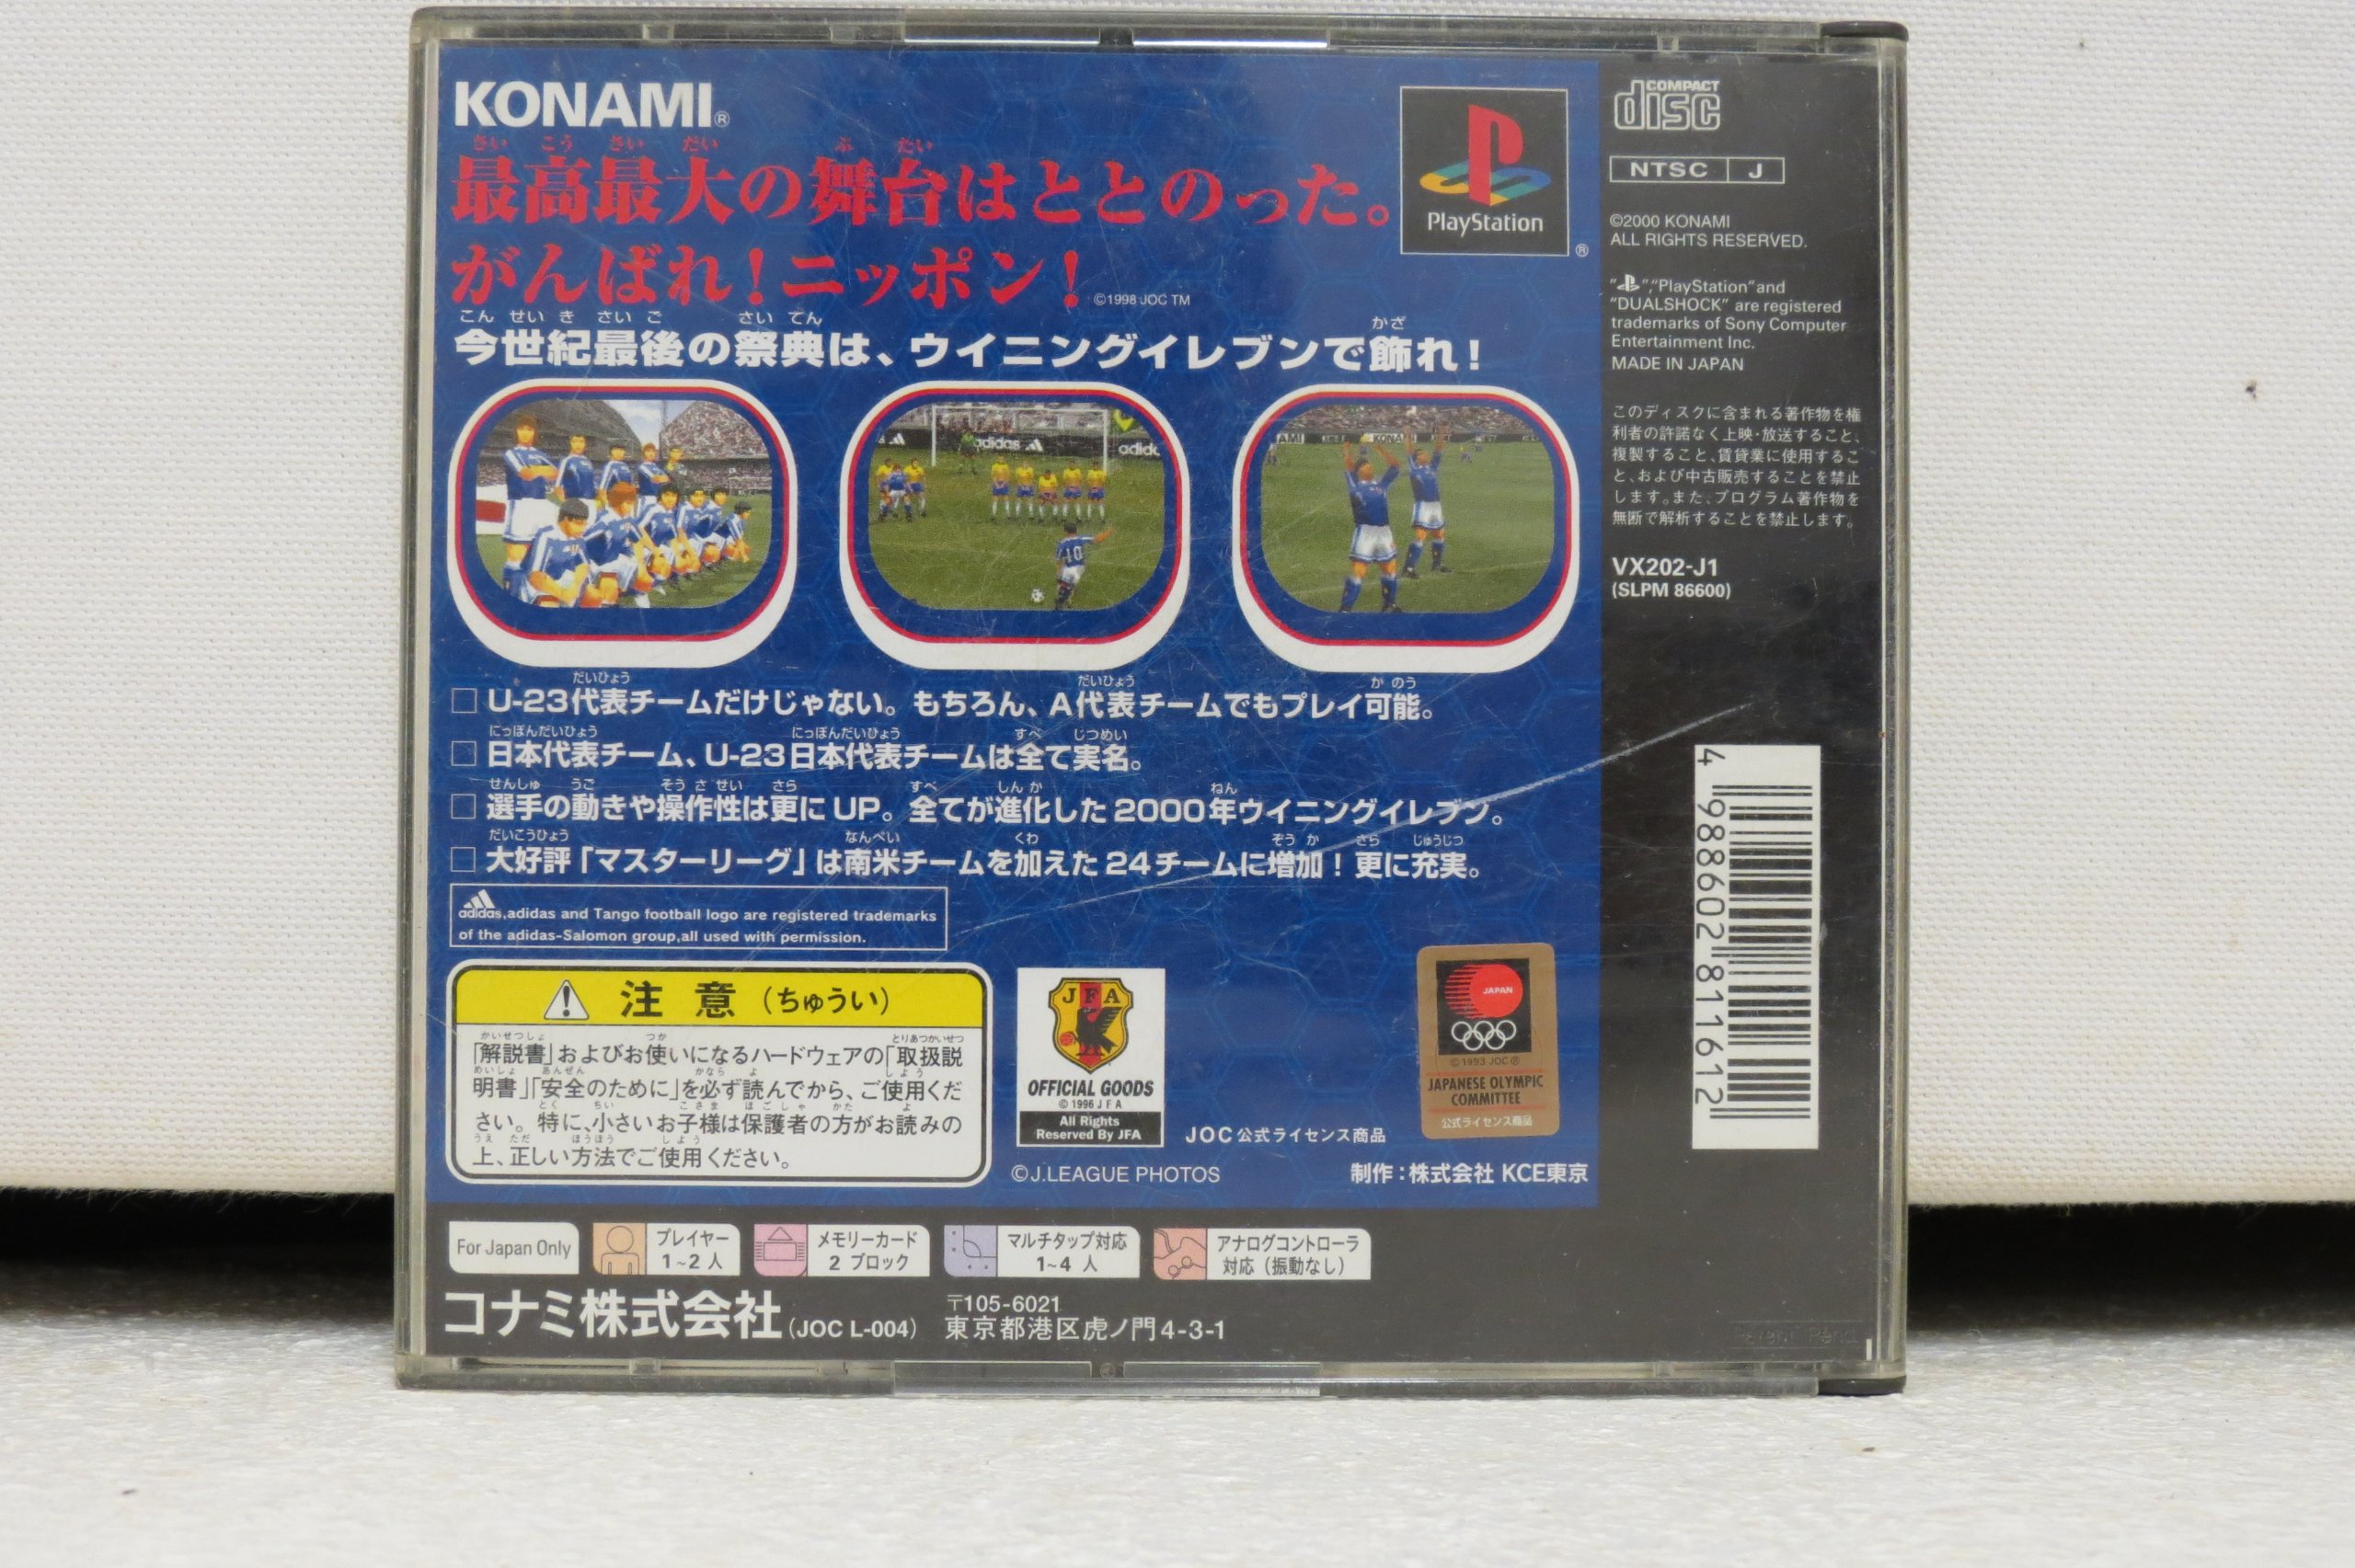 KONAMI®
最高最大の舞台はととのった。
がんばれ！ニッポン！ ©1998 JOC TM
今世紀最後の祭典は、ウイニングイレブンで飾れ！
PlayStation
®
adidas
□ U-23代表チームだけじゃない。もちろん、A代表チームでもプレイ可能。
□ 日本代表チーム、U-23日本代表チームは全て実名。
□ 選手の動きや操作性は更にUP。全てが進化した2000年ウイニングイレブン。
□ 大好評「マスターリーグ」は南米チームを加えた24チームに増加！更に充実。
adidas,adidas and Tango football logo are registered trademarks
of the adidas-Salomon group,all used with permission.
注意（ちゅうい）
「解説書」およびお使いになるハードウェアの「取扱説
明書」「安全のために」を必ず読んでから、ご使用くだ
さい。特に、小さいお子様は保護者の方がお読みの
上、正しい方法でご使用ください。
JFA
OFFICIAL GOODS
© 1996 J F A
All Rights
Reserved By JFA
©J.LEAGUE PHOTOS
JOC公式ライセンス商品
JAPAN
©1993 JOC®
JAPANESE OLYMPIC
COMMITTEE
公式ライセンス商品
制作：株式会社 KCE東京
For Japan Only
プレイヤー
1~2 人
メモリーカード
2 ブロック
マルチタップ対応
1~4 人
アナログコントローラ
対応（振動なし）
コナミ株式会社(JOC L-004)
〒105-6021
東京都港区虎ノ門4-3-1
COMPACT
disc
NTSC J
©2000 KONAMI
ALL RIGHTS RESERVED.
"","PlayStation"and
"DUALSHOCK" are registered
trademarks of Sony Computer
Entertainment Inc.
MADE IN JAPAN
このディスクに含まれる著作物を権
利者の許諾なく上映・放送すること、
複製すること、賃貸業に使用するこ
と、および中古販売することを禁止
します。また、プログラム著作物を
無断で解析することを禁止します。
VX202-J1
(SLPM 86600)
4 988602 811612